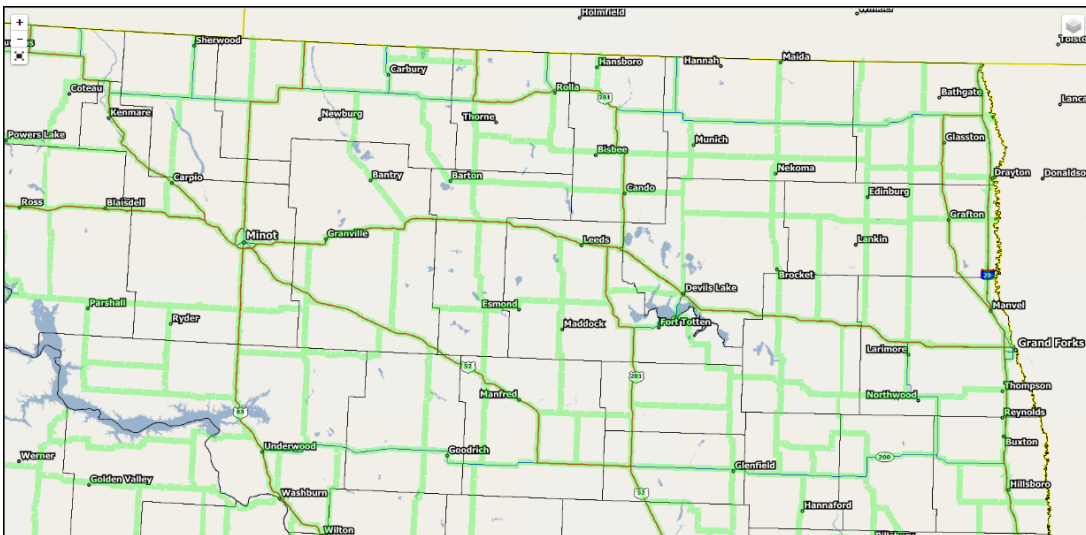 Holmfield
+
−
Sherwood
Carbury
Hansboro
Hannah
Maida
Coteau
Rolla
281
Bathgate
Kenmare
Newburg
Thorne
Powers Lake
Munich
Glasston
Bisbee
Carpio
Bantry
Barton
Nekoma
Drayton
Cando
Edinburg
Ross
Blaisdell
Grafton
Minot
Granville
Leeds
Lankin
Brocket
29
Devils Lake
Parshall
Esmond
Manvel
Ryder
Maddock
Fort Totten
Larimore
Grand Forks
52
281
Manfred
Northwood
Thompson
83
Reynolds
Buxton
Underwood
Goodrich
200
Werner
Glenfield
Golden Valley
Hillsboro
Washburn
52
Hannaford
Wilton